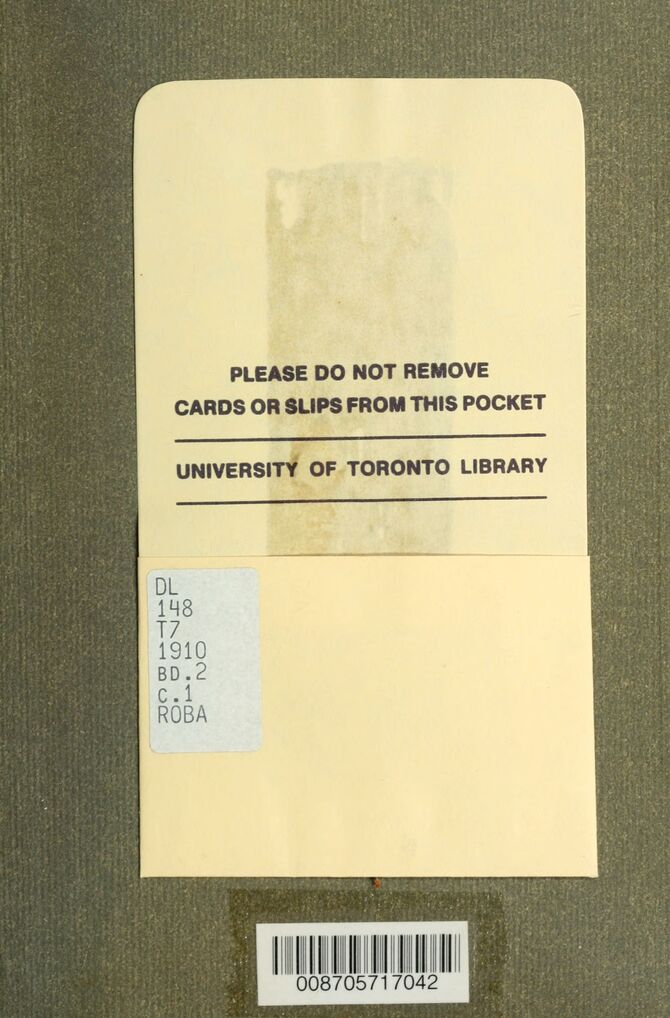 PLEASE DO NOT REMOVE
CARDS OR SLIPS FROM THIS POCKET
UNIVERSITY OF TORONTO LIBRARY
DL
148
T7
1910
BD.2
C.1
ROBA
008705717042